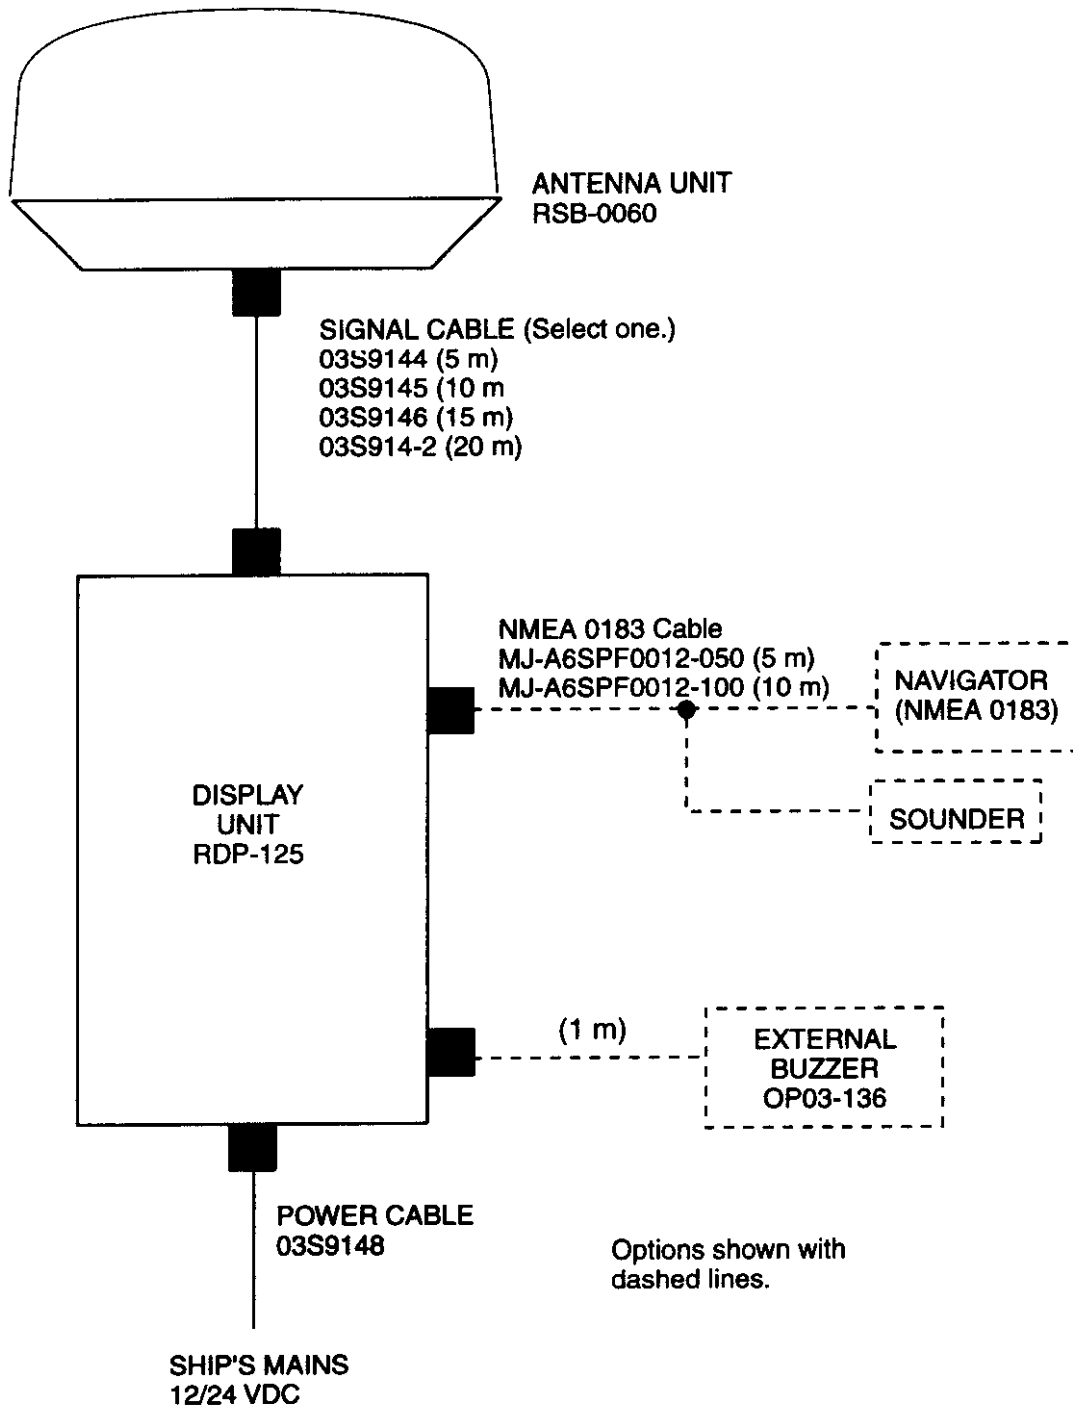 ANTENNA UNIT
RSB-0060
SIGNAL CABLE (Select one.)
03S9144 (5 m)
03S9145 (10 m
03S9146 (15 m)
03S914-2 (20 m)
NMEA 0183 Cable
MJ-A6SPF0012-050 (5 m)
MJ-A6SPF0012-100 (10 m)
NAVIGATOR
(NMEA 0183)
SOUNDER
DISPLAY
UNIT
RDP-125
(1 m)
EXTERNAL
BUZZER
OP03-136
POWER CABLE
03S9148
Options shown with
dashed lines.
SHIP'S MAINS
12/24 VDC